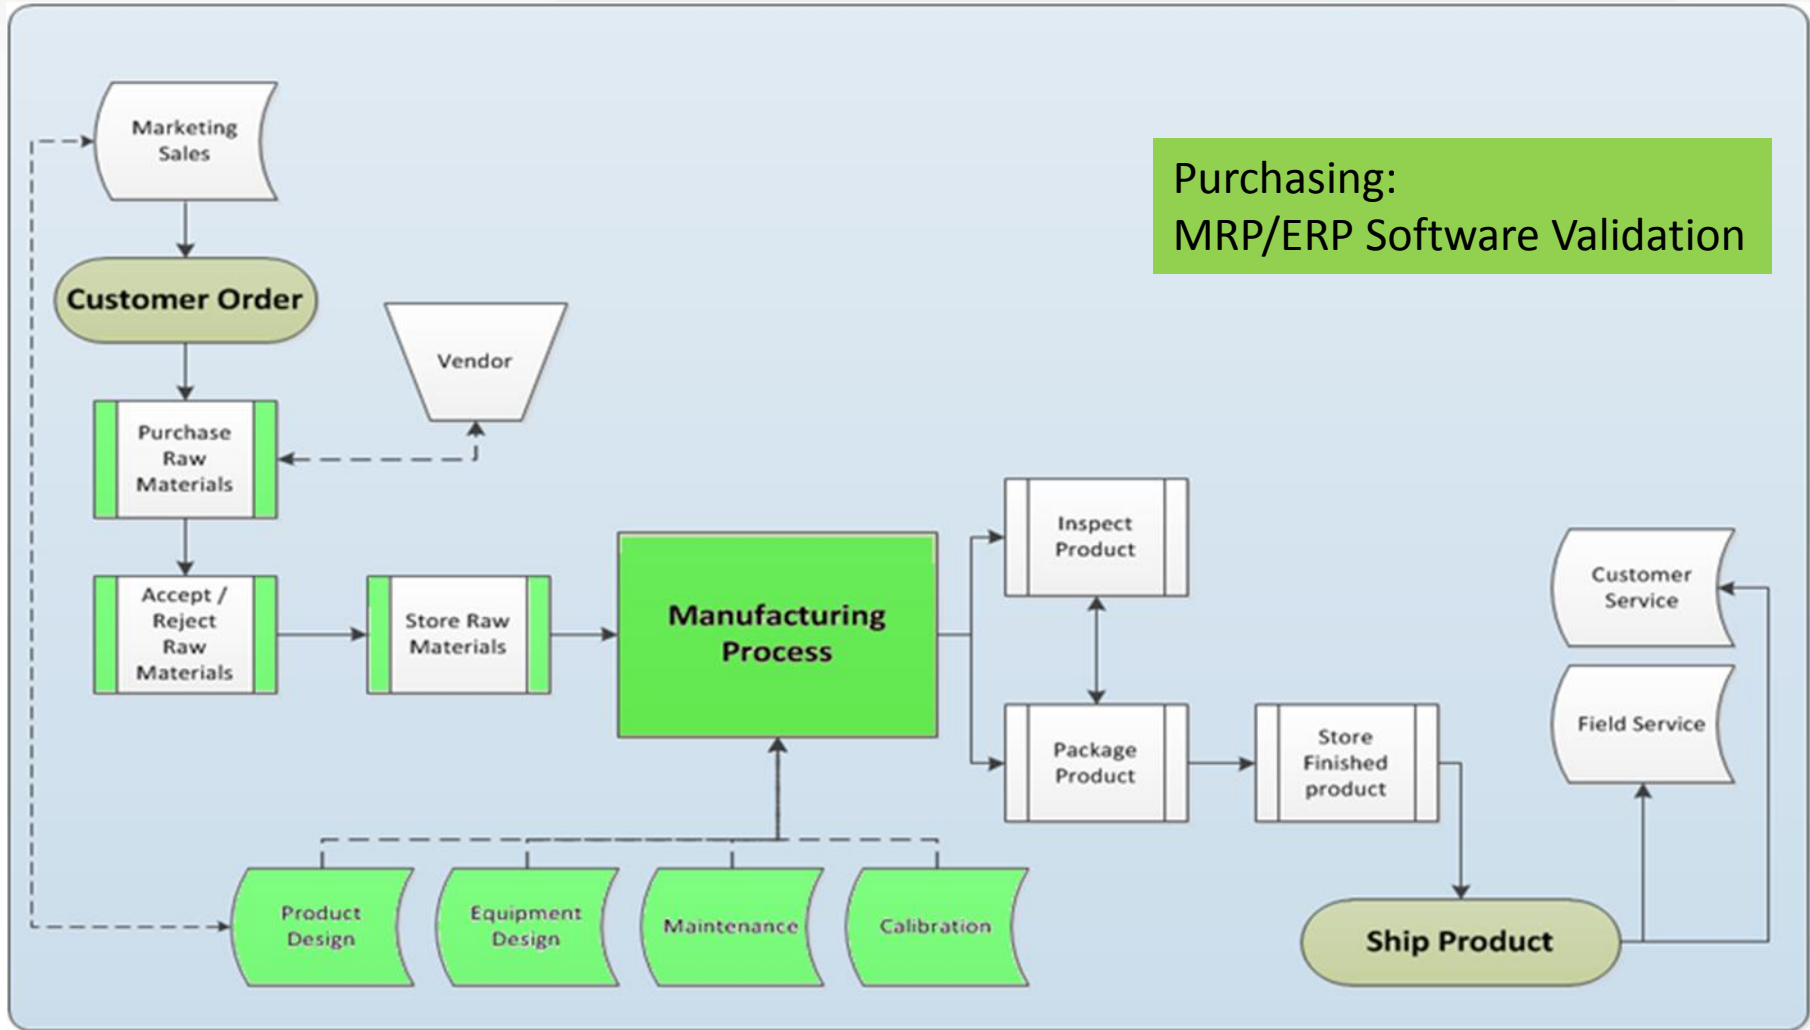 Marketing
Sales
Purchasing:
MRP/ERP Software Validation
Customer Order
Vendor
Purchase
Raw
Materials
Accept /
Reject
Raw
Materials
Store Raw
Materials
Manufacturing
Process
Inspect
Product
Package
Product
Store
Finished
product
Customer
Service
Field Service
Product
Design
Equipment
Design
Maintenance
Calibration
Ship Product